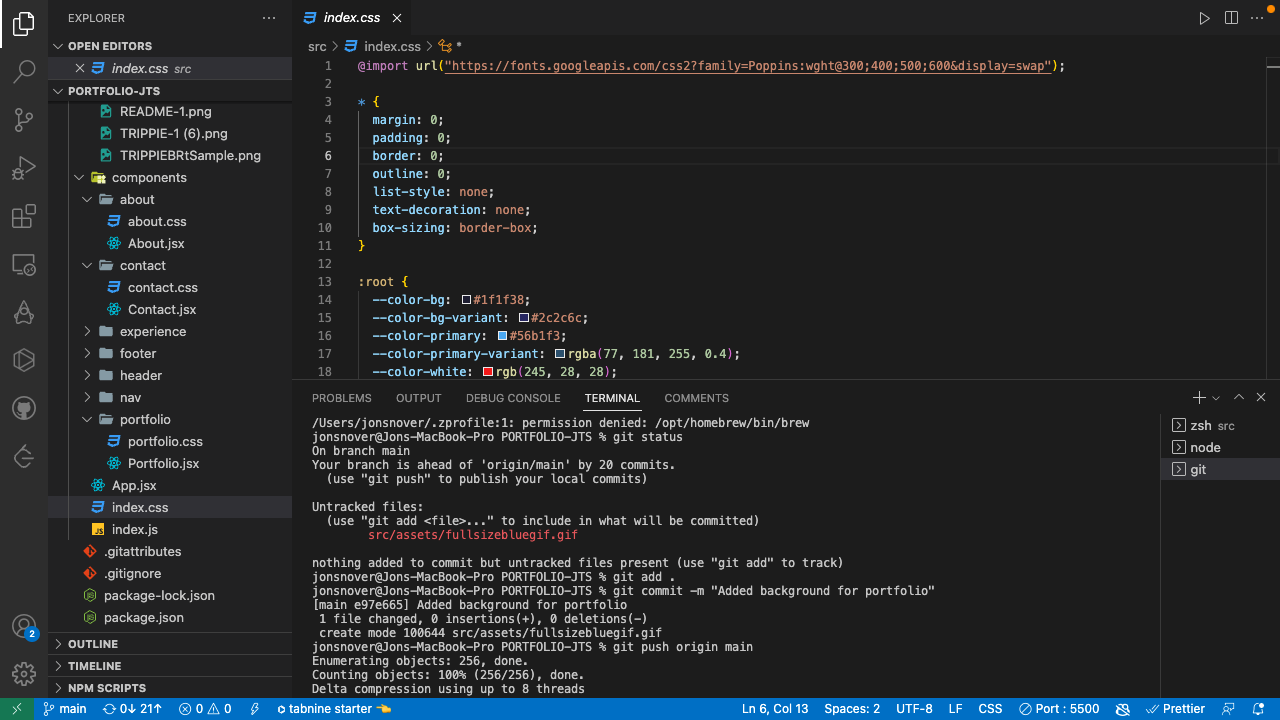 EXPLORER
OPEN EDITORS
index.css src
PORTFOLIO-JTS
README-1.png
TRIPPIE-1 (6).png
TRIPPIEBRtSample.png
components
about
about.css
About.jsx
contact
contact.css
Contact.jsx
experience
footer
header
nav
portfolio
portfolio.css
Portfolio.jsx
App.jsx
index.css
JS index.js
.gitattributes
.gitignore
package-lock.json
package.json
OUTLINE
TIMELINE
NPM SCRIPTS
2
index.css
src > index.css > *
1 @import url("https://fonts.googleapis.com/css2?family=Poppins:wght@300;400;500;600&display=swap");
2
3 * {
4 margin: 0;
5 padding: 0;
6 border: 0;
7 outline: 0;
8 list-style: none;
9 text-decoration: none;
10 box-sizing: border-box;
11 }
12
13 :root {
14 --color-bg: #1f1f38;
15 --color-bg-variant: #2c2c6c;
16 --color-primary: #56b1f3;
17 --color-primary-variant: rgba(77, 181, 255, 0.4);
18 --color-white: rgb(245, 28, 28);
PROBLEMS OUTPUT DEBUG CONSOLE TERMINAL COMMENTS
/Users/jonsnover/.zprofile:1: permission denied: /opt/homebrew/bin/brew
jonsnover@Jons-MacBook-Pro PORTFOLIO-JTS % git status
On branch main
Your branch is ahead of 'origin/main' by 20 commits.
(use "git push" to publish your local commits)
Untracked files:
(use "git add <file>..." to include in what will be committed)
src/assets/fullsizebluegif.gif
nothing added to commit but untracked files present (use "git add" to track)
jonsnover@Jons-MacBook-Pro PORTFOLIO-JTS % git add .
jonsnover@Jons-MacBook-Pro PORTFOLIO-JTS % git commit -m "Added background for portfolio"
[main e97e665] Added background for portfolio
1 file changed, 0 insertions(+), 0 deletions(-)
create mode 100644 src/assets/fullsizebluegif.gif
jonsnover@Jons-MacBook-Pro PORTFOLIO-JTS % git push origin main
Enumerating objects: 256, done.
Counting objects: 100% (256/256), done.
Delta compression using up to 8 threads
zsh src
node
git
main 0↓ 21↑ 0 0 tabnine starter 👈 Ln 6, Col 13 Spaces: 2 UTF-8 LF CSS Port : 5500 Prettier